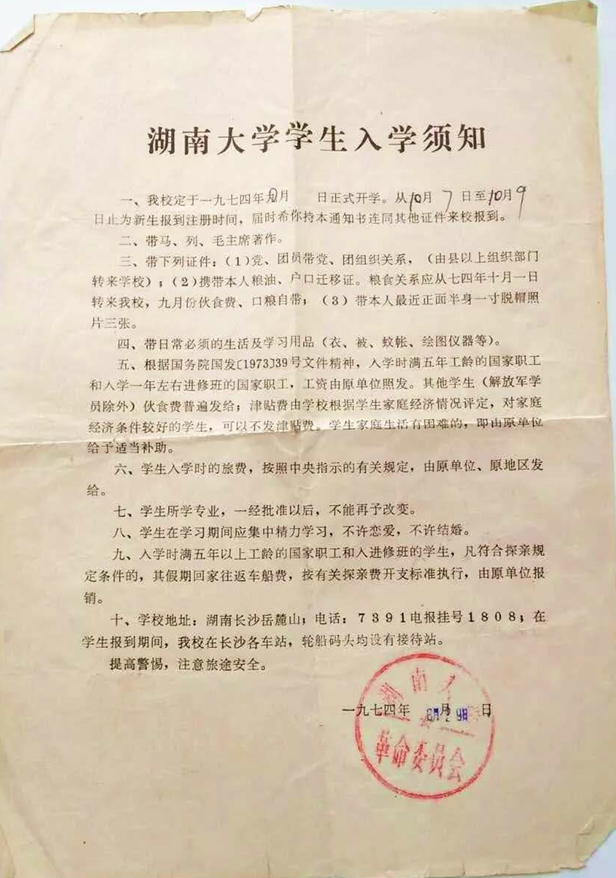 湖南大学学生入学须知
一、我校定于一九七四年 月 日正式开学。从10月7日至10月9
日止为新生报到注册时间，届时希你持本通知书连同其他证件来校报到。
二、带马、列、毛主席著作。
三、带下列证件：（1）党、团员带党、团组织关系，（由县以上组织部门
转来学校）；（2）携带本人粮油、户口迁移证。粮食关系应从七四年十月一日
转来我校，九月份伙食费、口粮自带；（3）带本人最近正面半身一寸脱帽照
片三张。
四、带日常必须的生活及学习用品（衣、被、蚊帐、绘图仪器等）。
五、根据国务院国发〔1973〕39号文件精神，入学时满五年工龄的国家职工
和入学一年左右进修班的国家职工，工资由原单位照发。其他学生（解放军学
员除外）伙食费普遍发给；津贴费由学校根据学生家庭经济情况评定，对家庭
经济条件较好的学生，可以不发津贴费。学生家庭生活有困难的，即由原单位
给予适当补助。
六、学生入学时的旅费，按照中央指示的有关规定，由原单位、原地区发
给。
七、学生所学专业，一经批准以后，不能再予改变。
八、学生在学习期间应集中精力学习，不许恋爱，不许结婚。
九、入学时满五年以上工龄的国家职工和入进修班的学生，凡符合探亲规
定条件的，其假期回家往返车船费，按有关探亲费开支标准执行，由原单位报
销。
十、学校地址：湖南长沙岳麓山；电话：7391电报挂号1808；在
学生报到期间，我校在长沙各车站，轮船码头均设有接待站。
提高警惕，注意旅途安全。
湖南大学
一九七四年 月 日
革命委员会